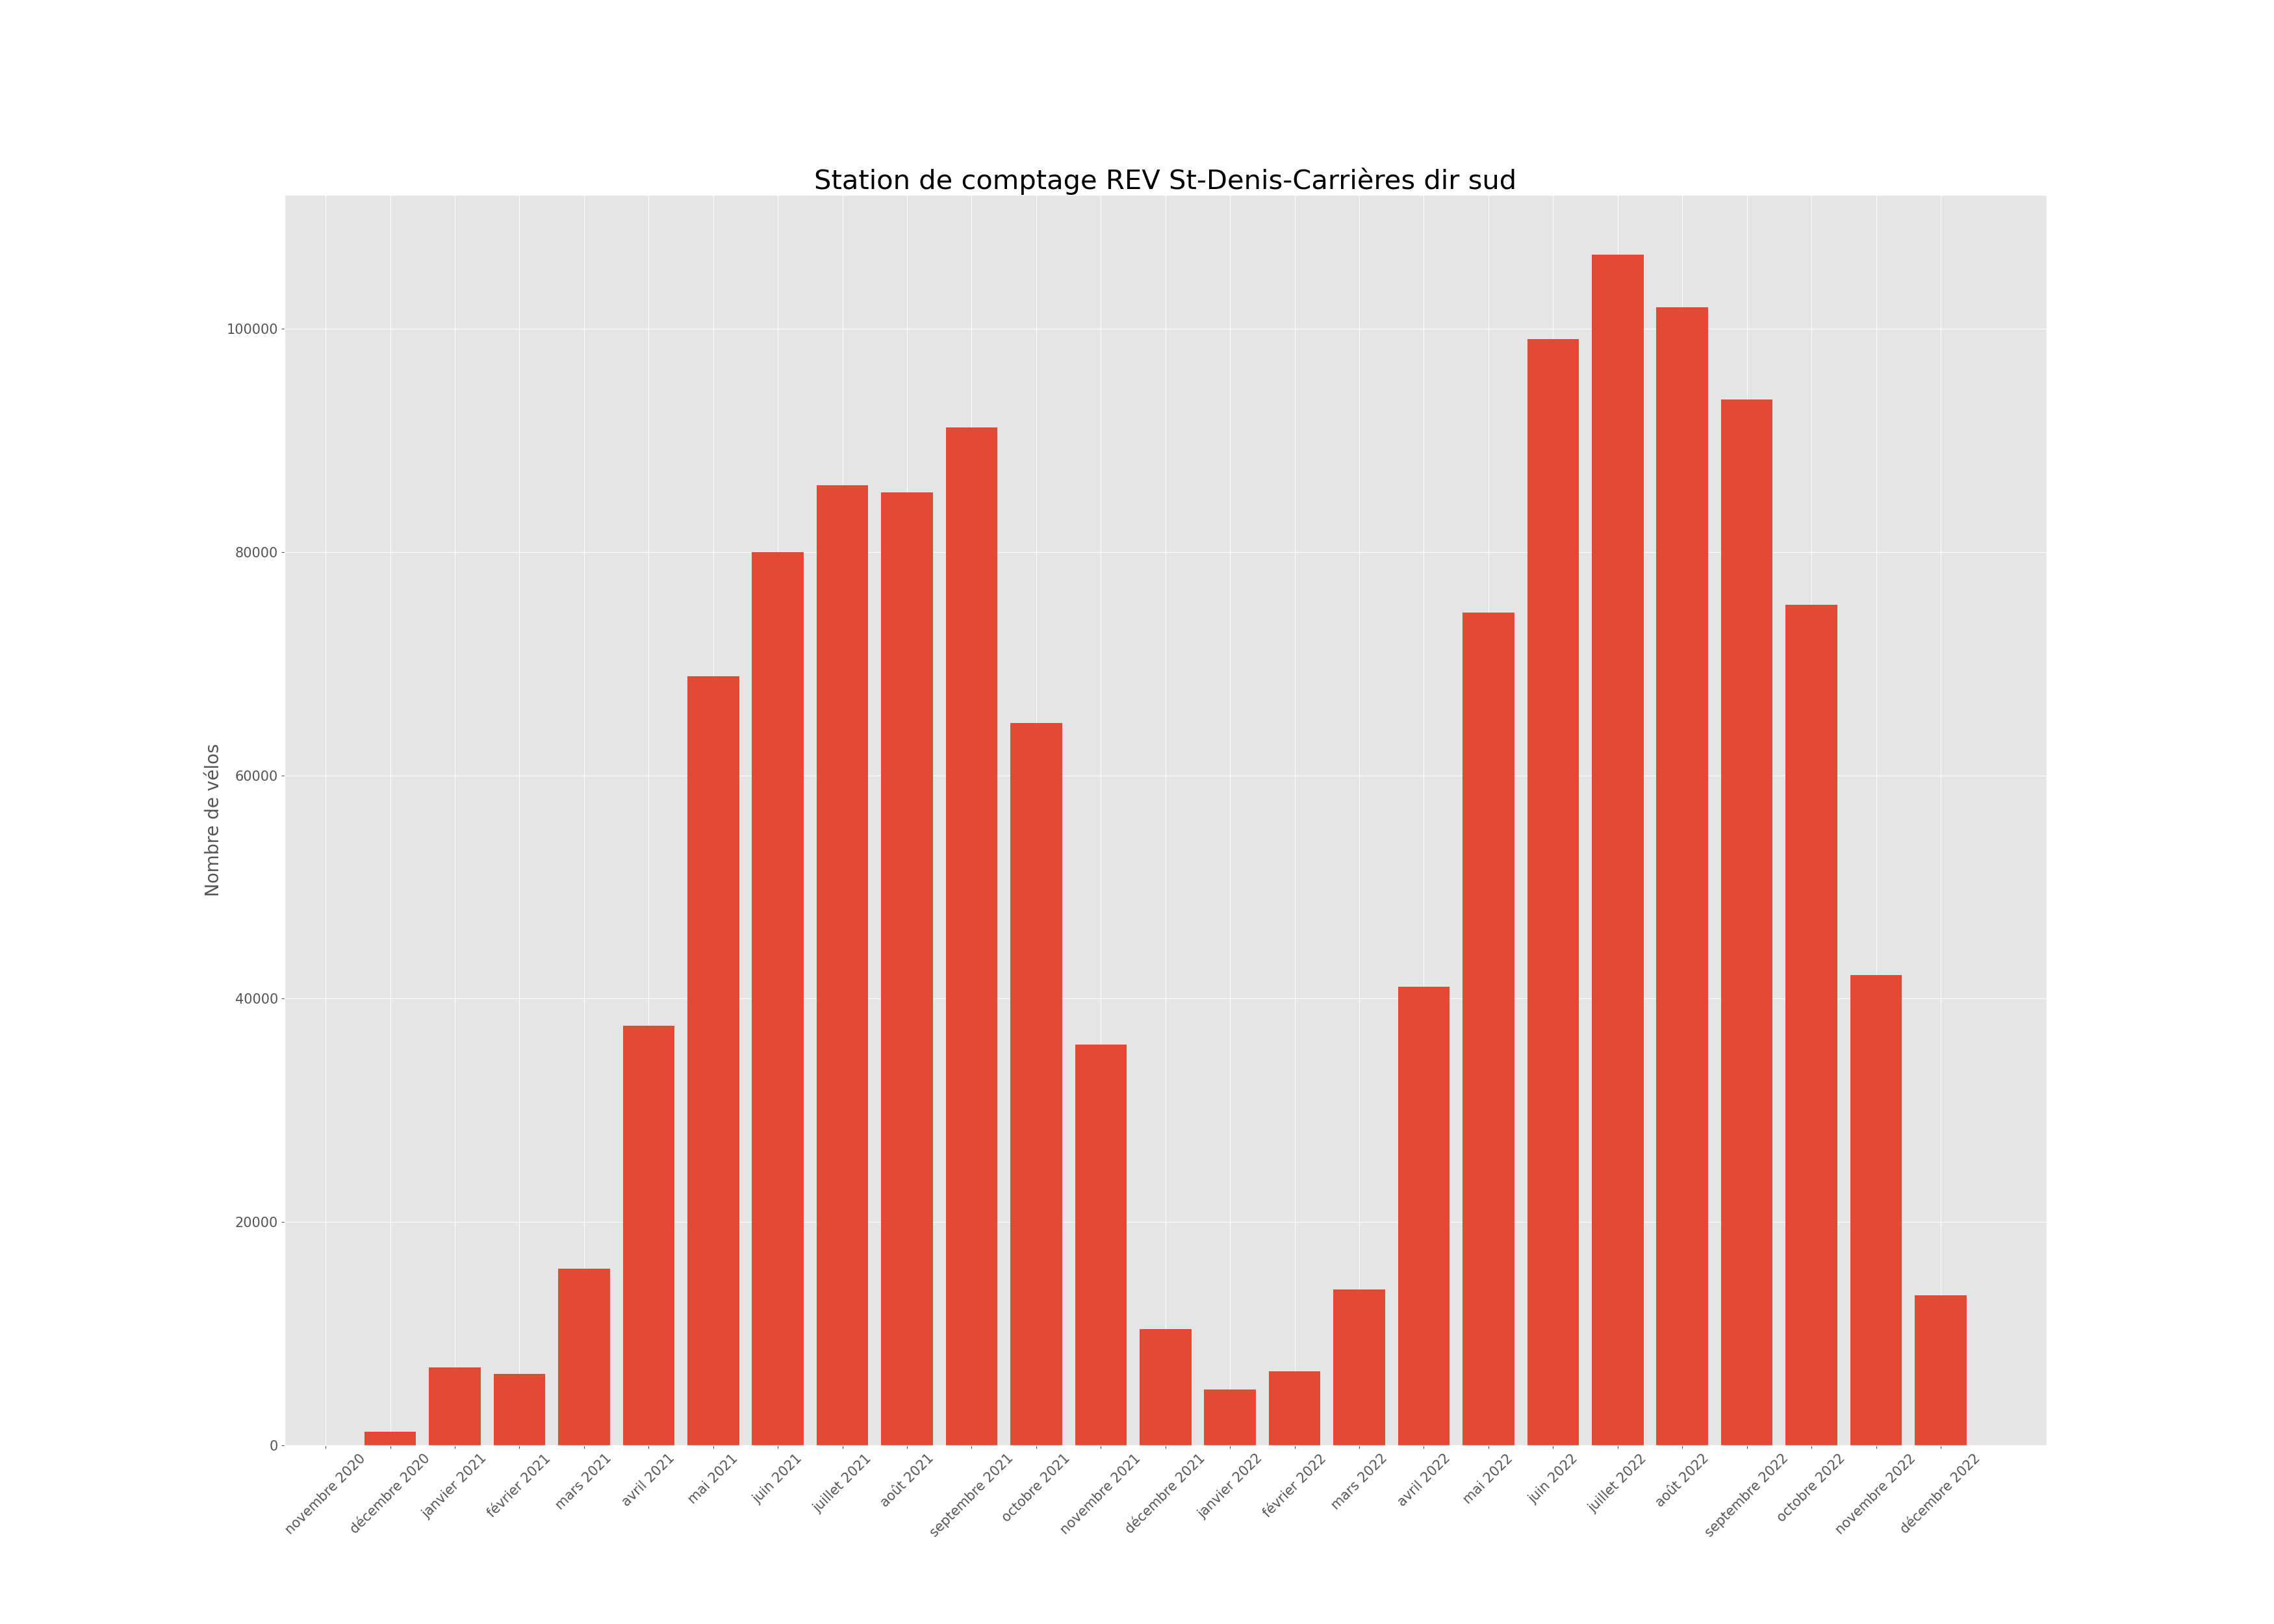 Station de comptage REV St-Denis-Carrières dir sud
Nombre de vélos
100000
80000
60000
40000
20000
0
novembre 2020
décembre 2020
janvier 2021
février 2021
mars 2021
avril 2021
mai 2021
juin 2021
juillet 2021
août 2021
septembre 2021
octobre 2021
novembre 2021
décembre 2021
janvier 2022
février 2022
mars 2022
avril 2022
mai 2022
juin 2022
juillet 2022
août 2022
septembre 2022
octobre 2022
novembre 2022
décembre 2022